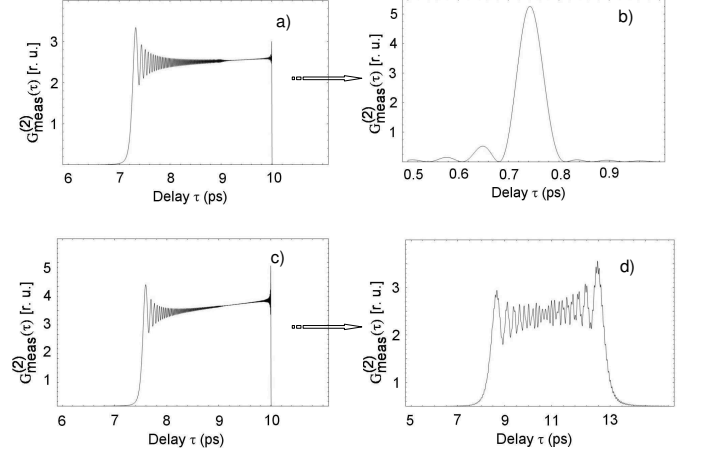 a)
3
2
1
G(2)meas(τ) [r. u.]
6 7 8 9 10
Delay τ (ps)
b)
5
4
3
2
1
G(2)meas(τ) [r. u.]
0.5 0.6 0.7 0.8 0.9
Delay τ (ps)
c)
5
4
3
2
1
G(2)meas(τ) [r. u.]
6 7 8 9 10
Delay τ (ps)
d)
3
2
1
G(2)meas(τ) [r. u.]
5 7 9 11 13
Delay τ (ps)